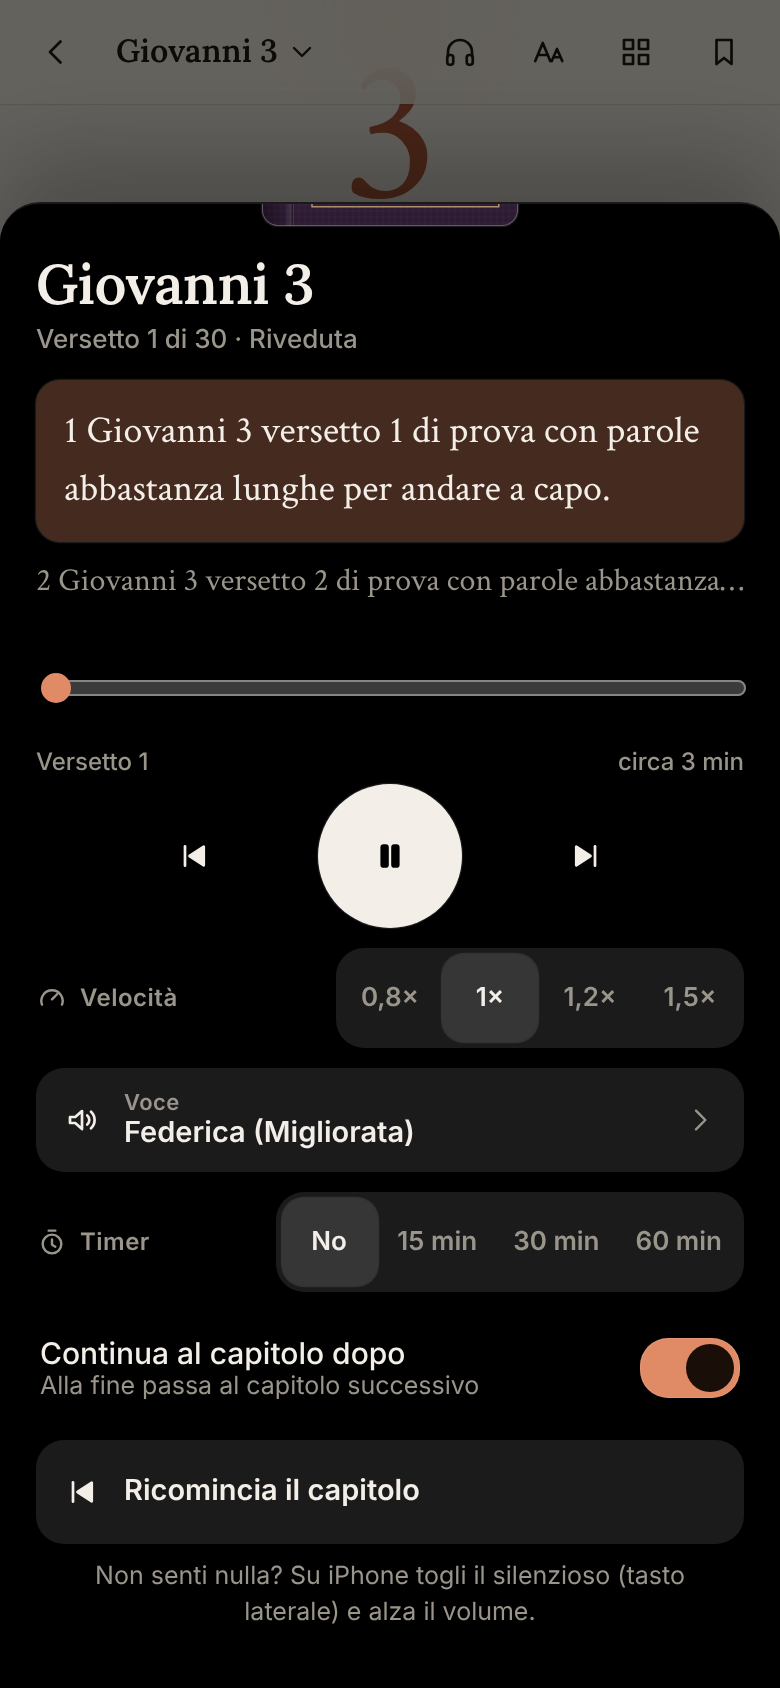 Giovanni 3
3
Giovanni 3
Versetto 1 di 30 · Riveduta
1 Giovanni 3 versetto 1 di prova con parole
abbastanza lunghe per andare a capo.
2 Giovanni 3 versetto 2 di prova con parole abbastanza…
Versetto 1
circa 3 min
Velocità
0,8×
1×
1,2×
1,5×
Voce
Federica (Migliorata)
Timer
No
15 min
30 min
60 min
Continua al capitolo dopo
Alla fine passa al capitolo successivo
Ricomincia il capitolo
Non senti nulla? Su iPhone togli il silenzioso (tasto
laterale) e alza il volume.